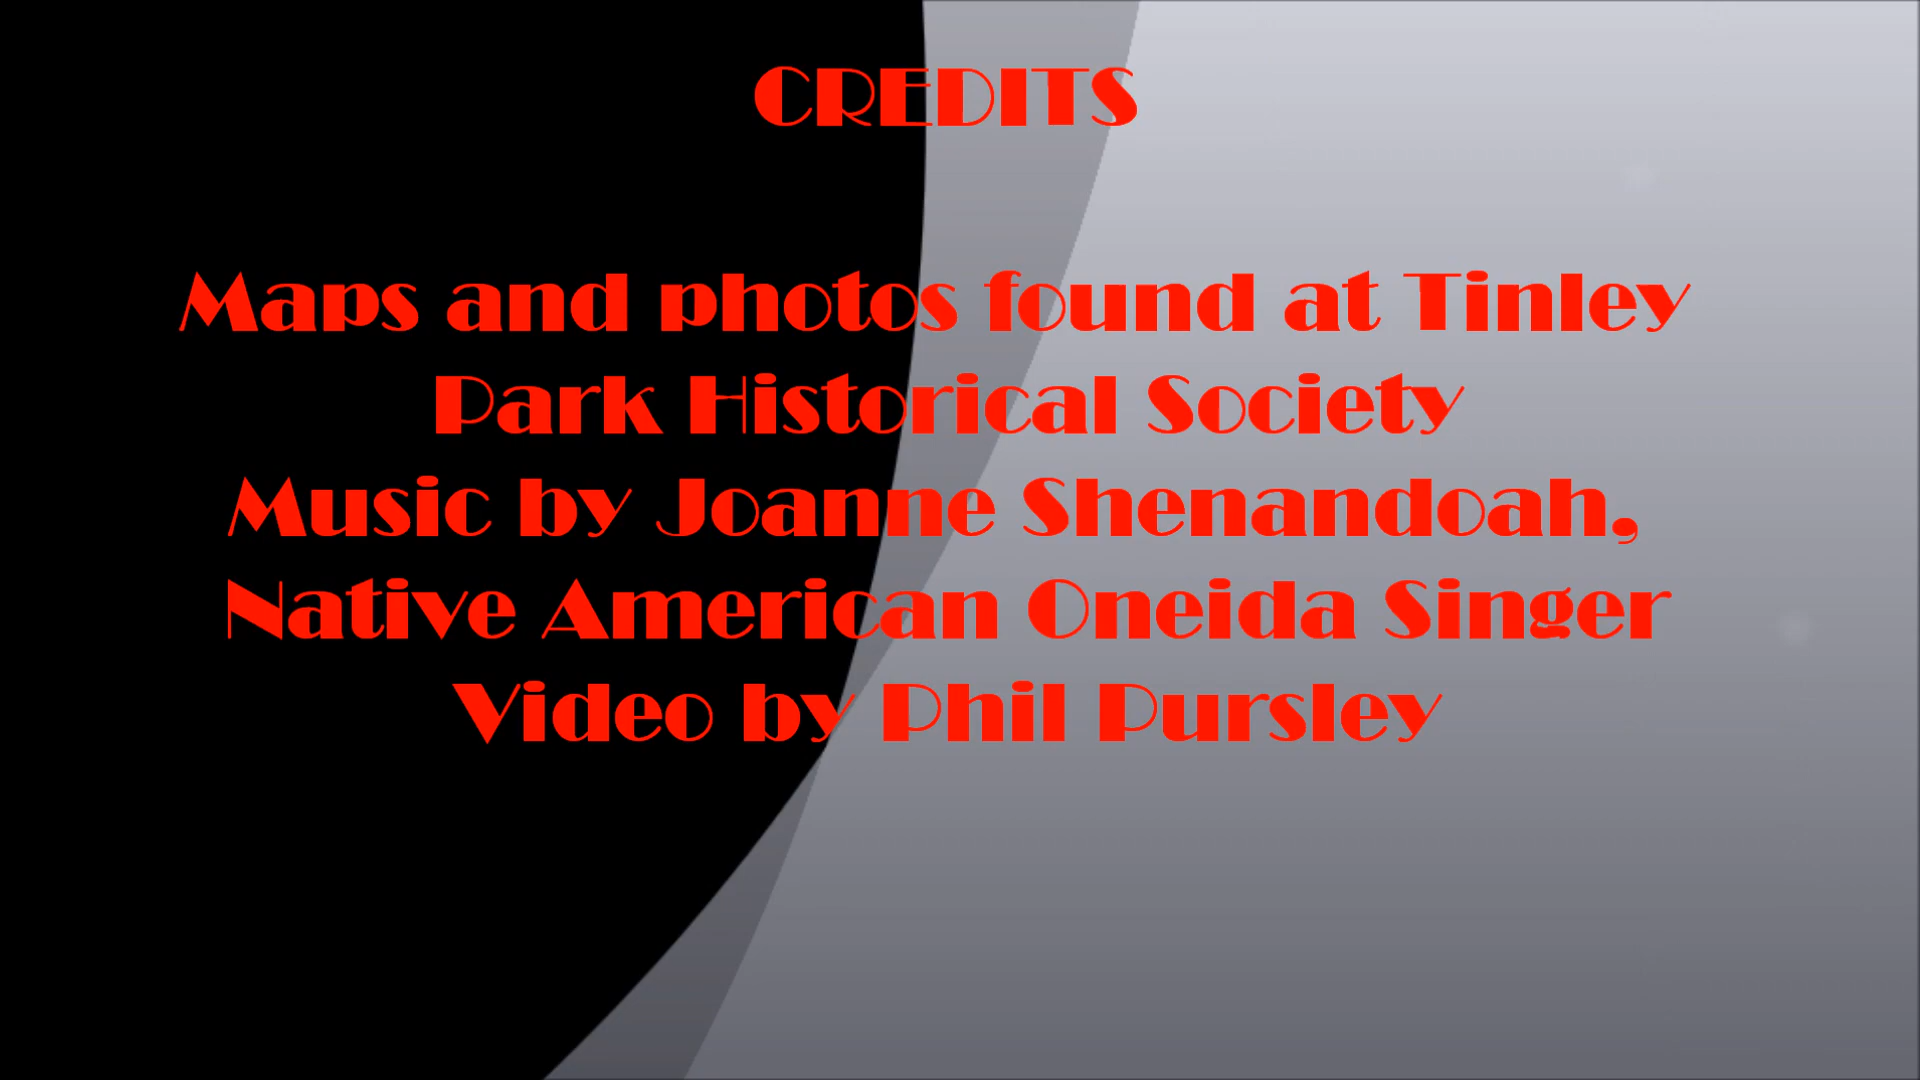 CREDITS
Maps and photos found at Tinley
Park Historical Society
Music by Joanne Shenandoah,
Native American Oneida Singer
Video by Phil Pursley